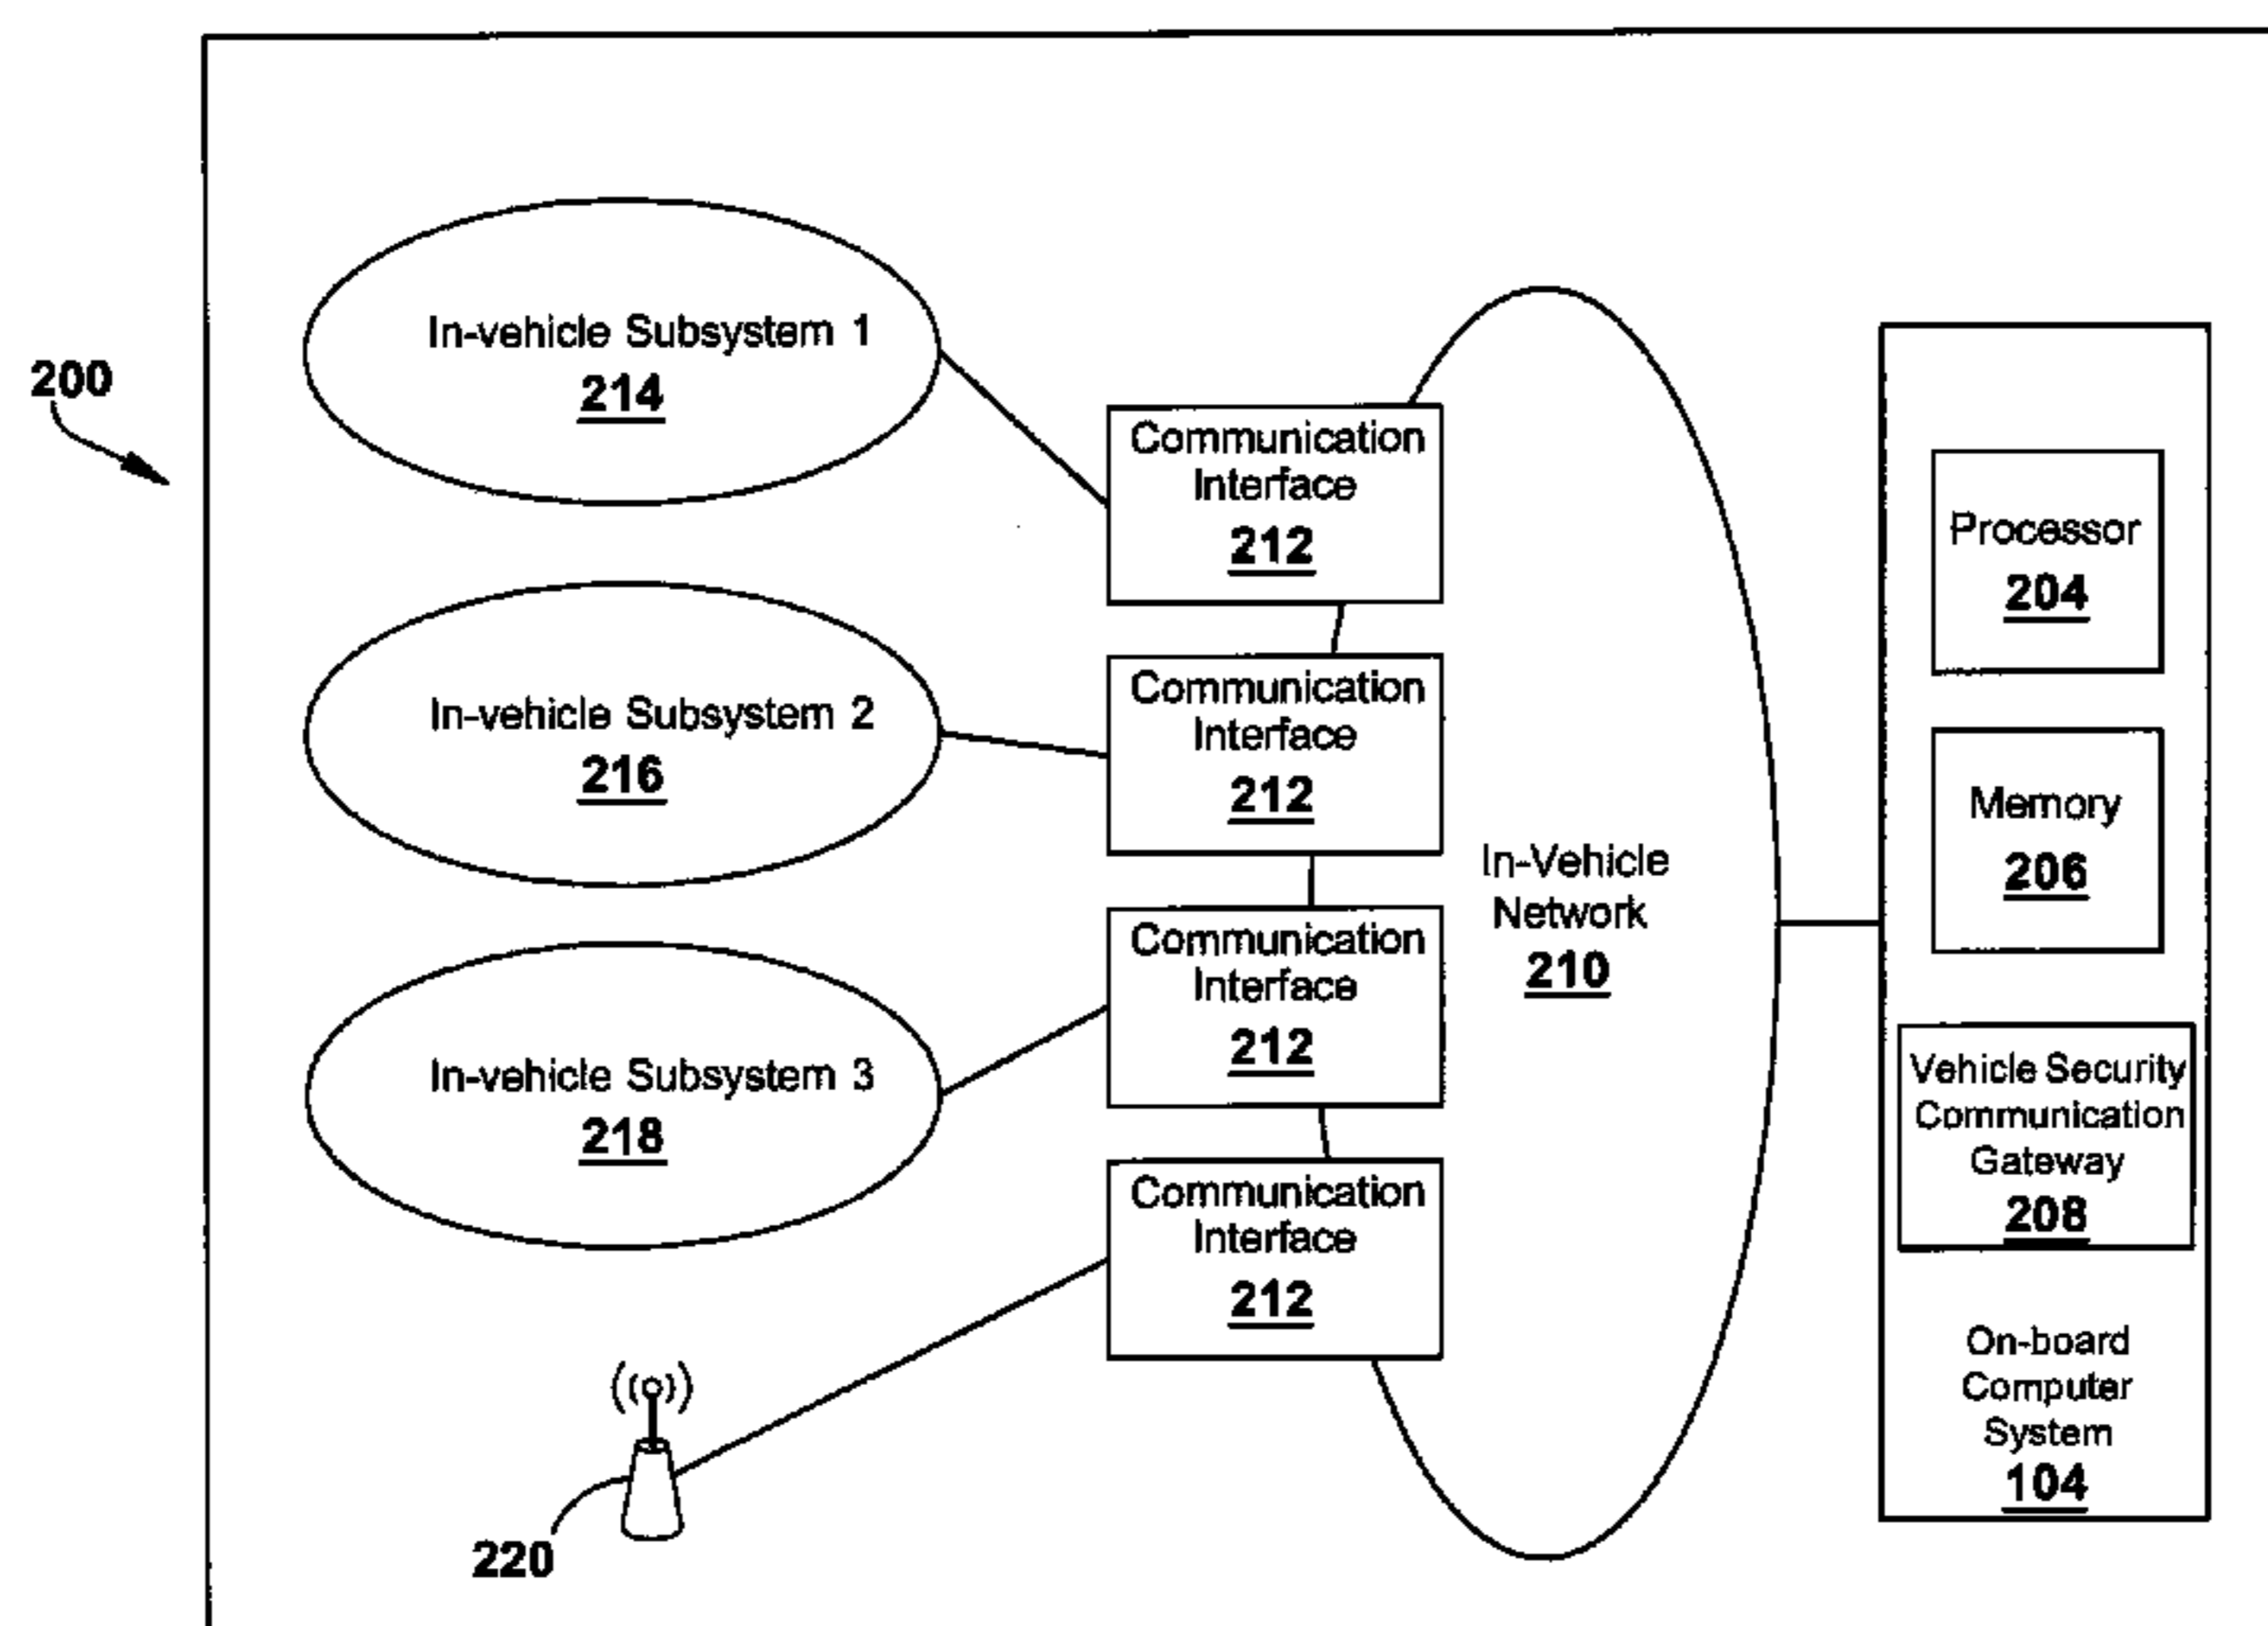 200
In-vehicle Subsystem 1
214
In-vehicle Subsystem 2
216
In-vehicle Subsystem 3
218
220
Communication
Interface
212
Communication
Interface
212
Communication
Interface
212
Communication
Interface
212
In-Vehicle
Network
210
Processor
204
Memory
206
Vehicle Security
Communication
Gateway
208
On-board
Computer
System
104